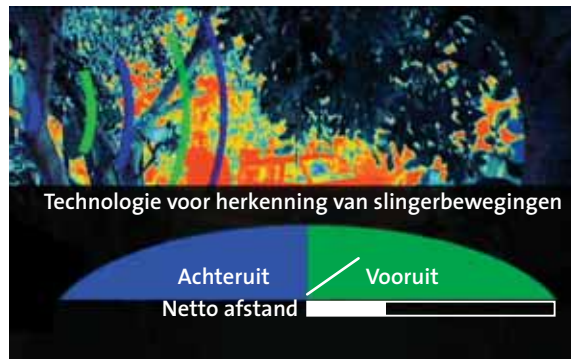 Technologie voor herkenning van slingerbewegingen
Achteruit
Vooruit
Netto afstand